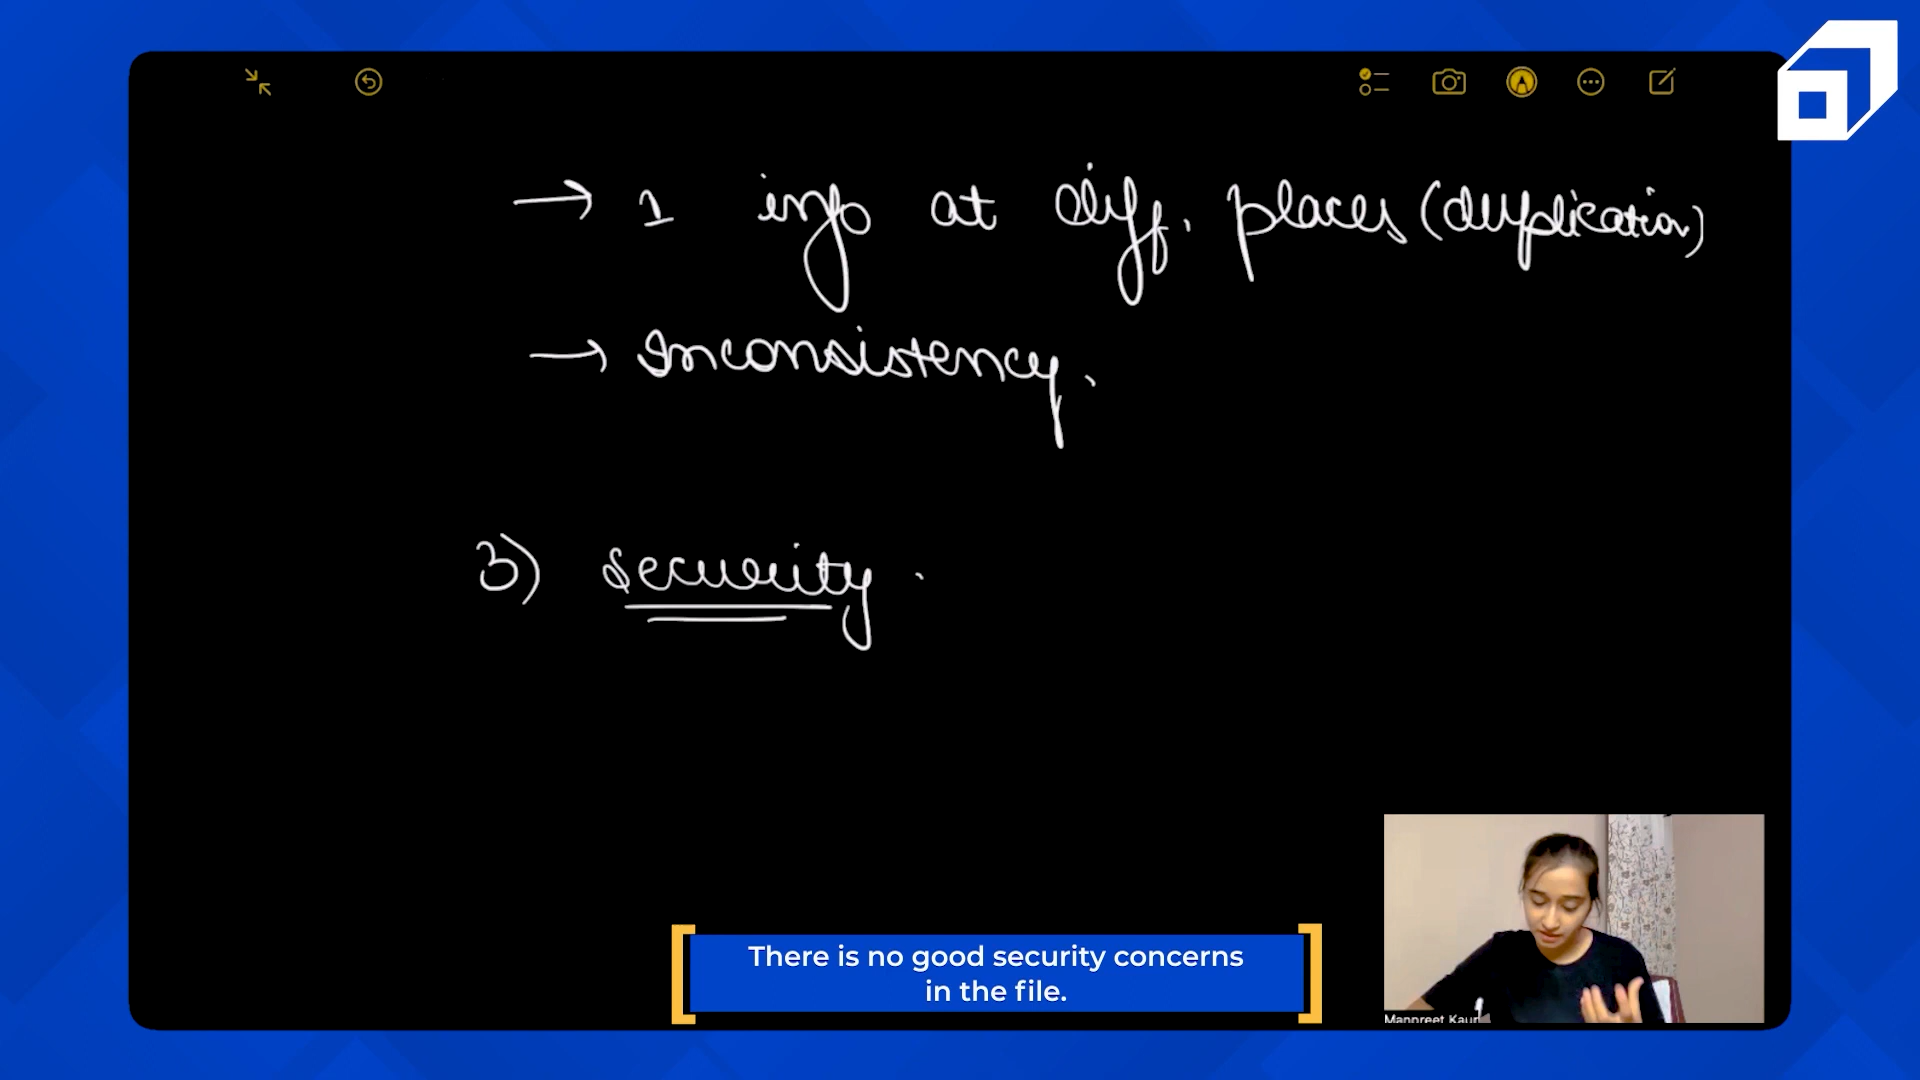 → 1 info at diff. places (duplication)
→ Inconsistency.
3) Security.
There is no good security concerns
in the file.
Manpreet Kaur